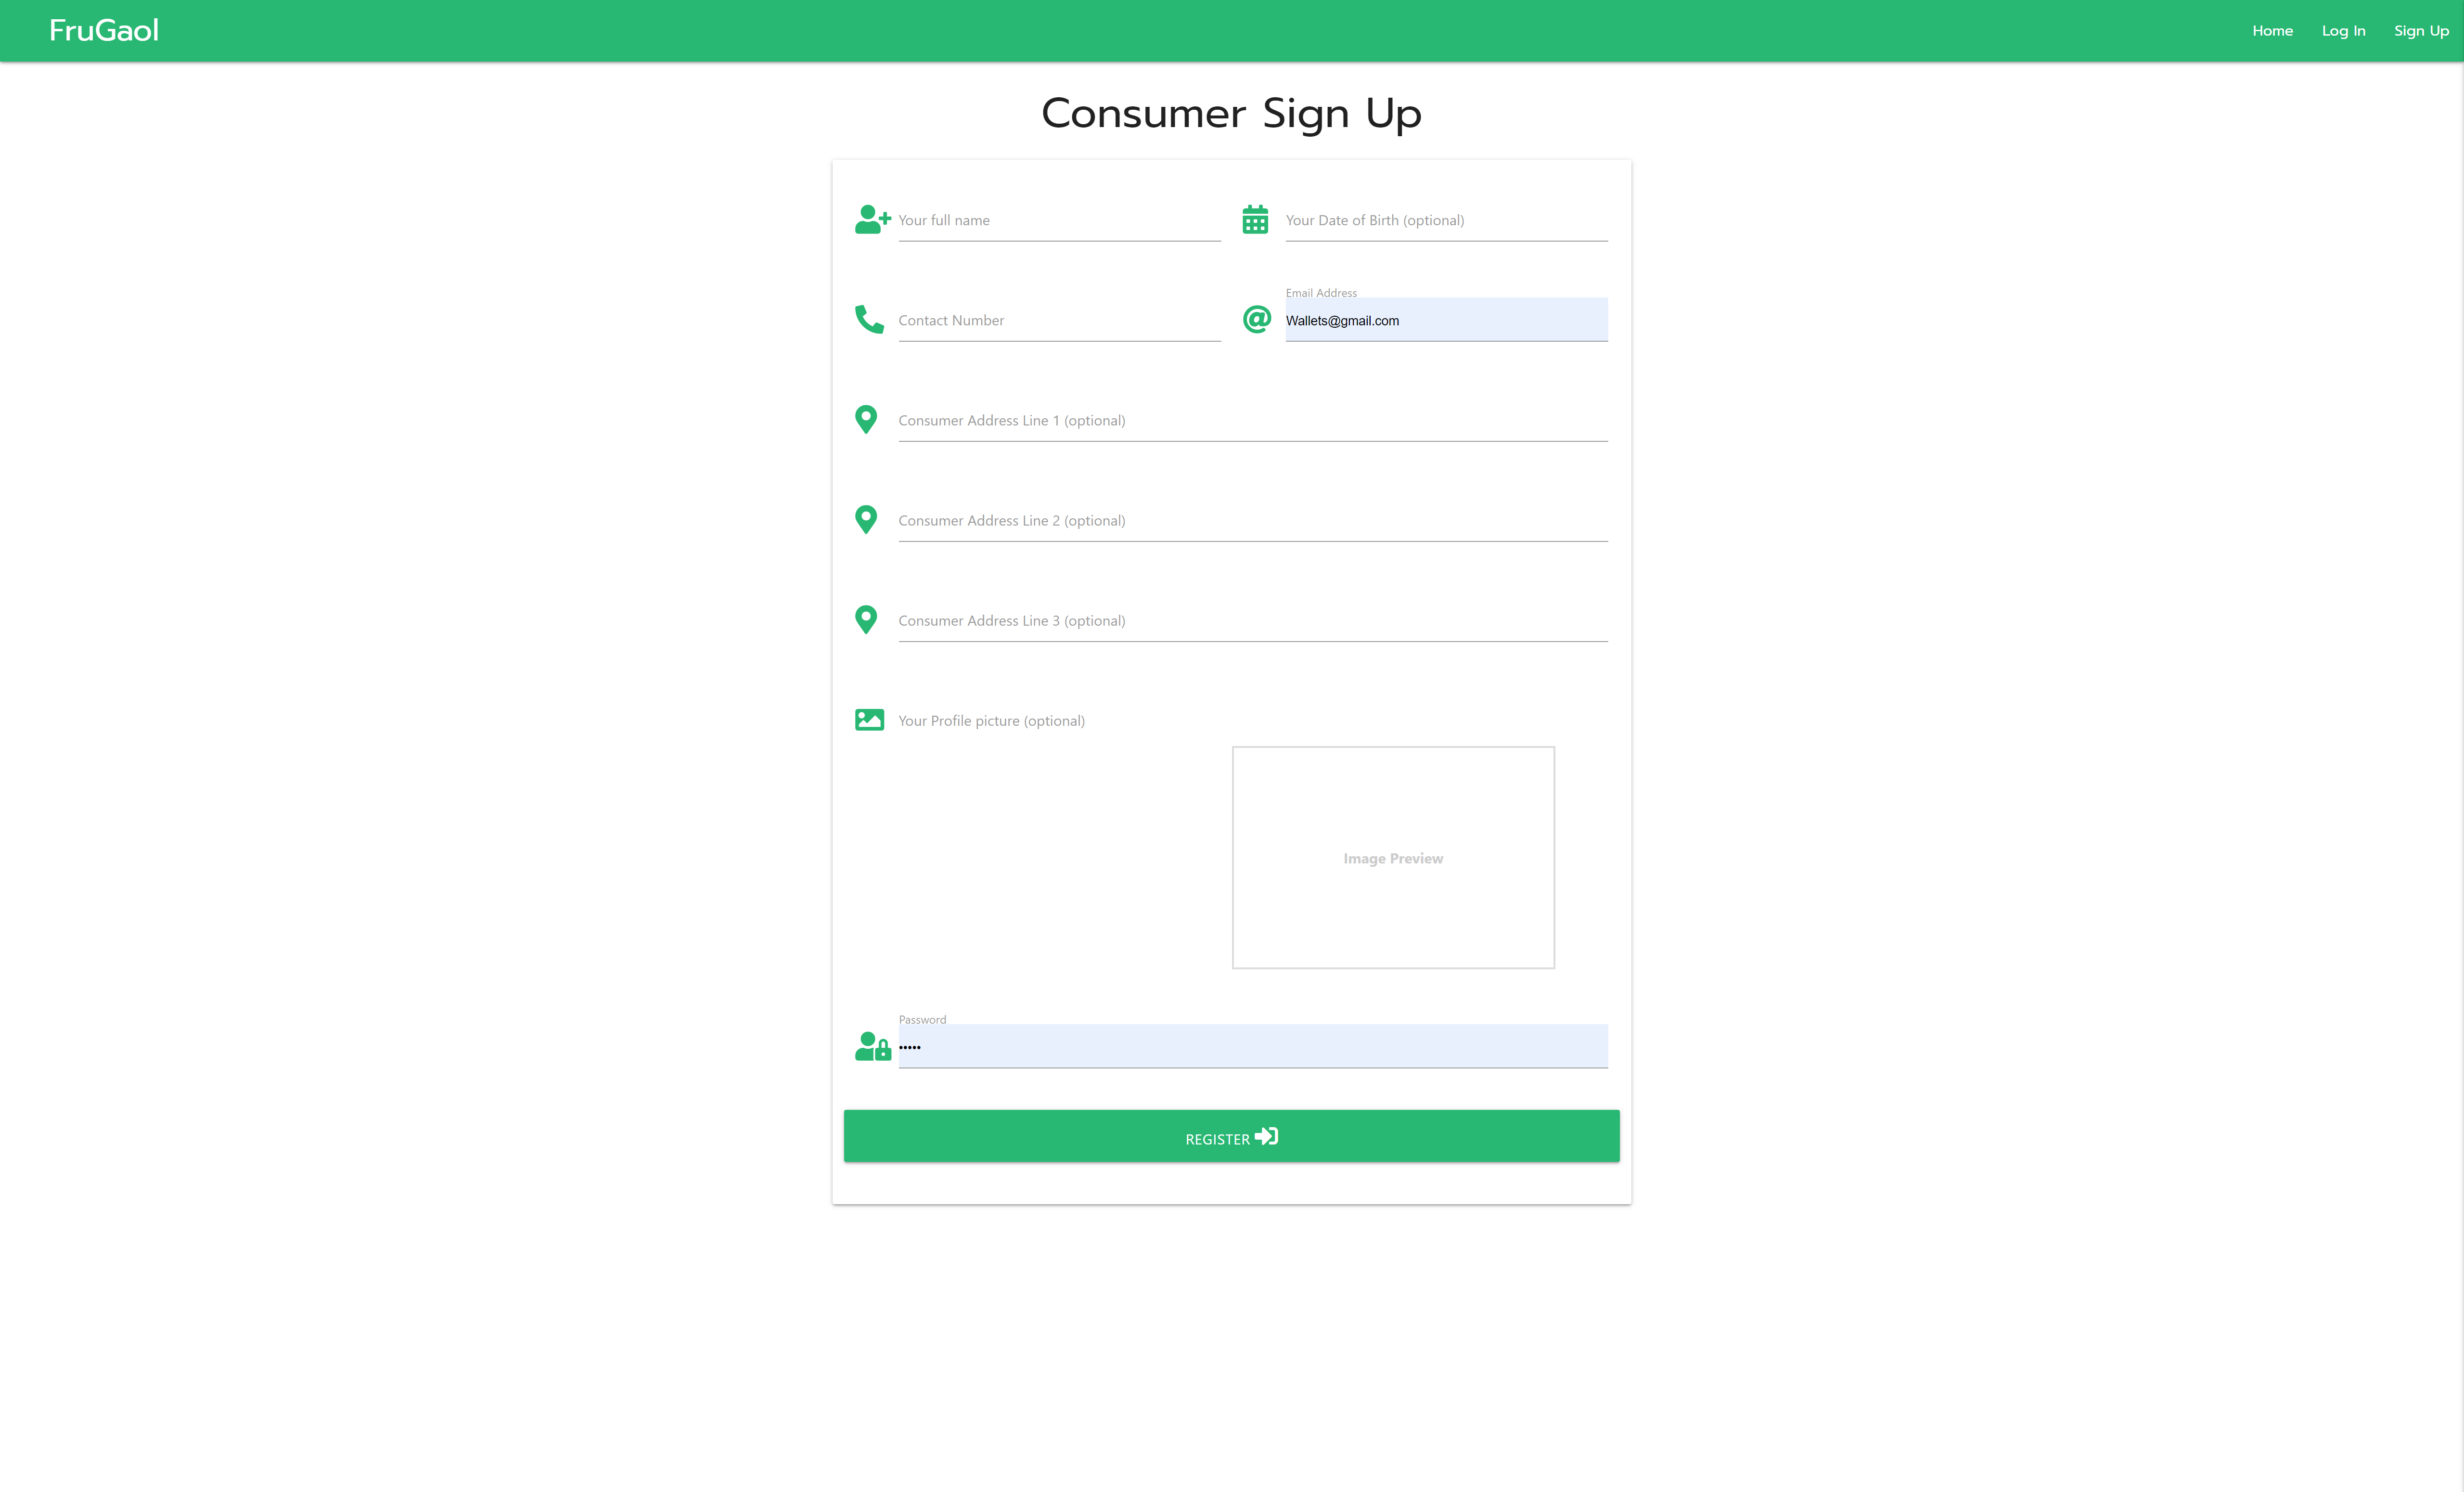 FruGaol
Home Log In Sign Up
Consumer Sign Up
Your full name
Your Date of Birth (optional)
Contact Number
Email Address
Wallets@gmail.com
Consumer Address Line 1 (optional)
Consumer Address Line 2 (optional)
Consumer Address Line 3 (optional)
Your Profile picture (optional)
Image Preview
Password
•••••
REGISTER